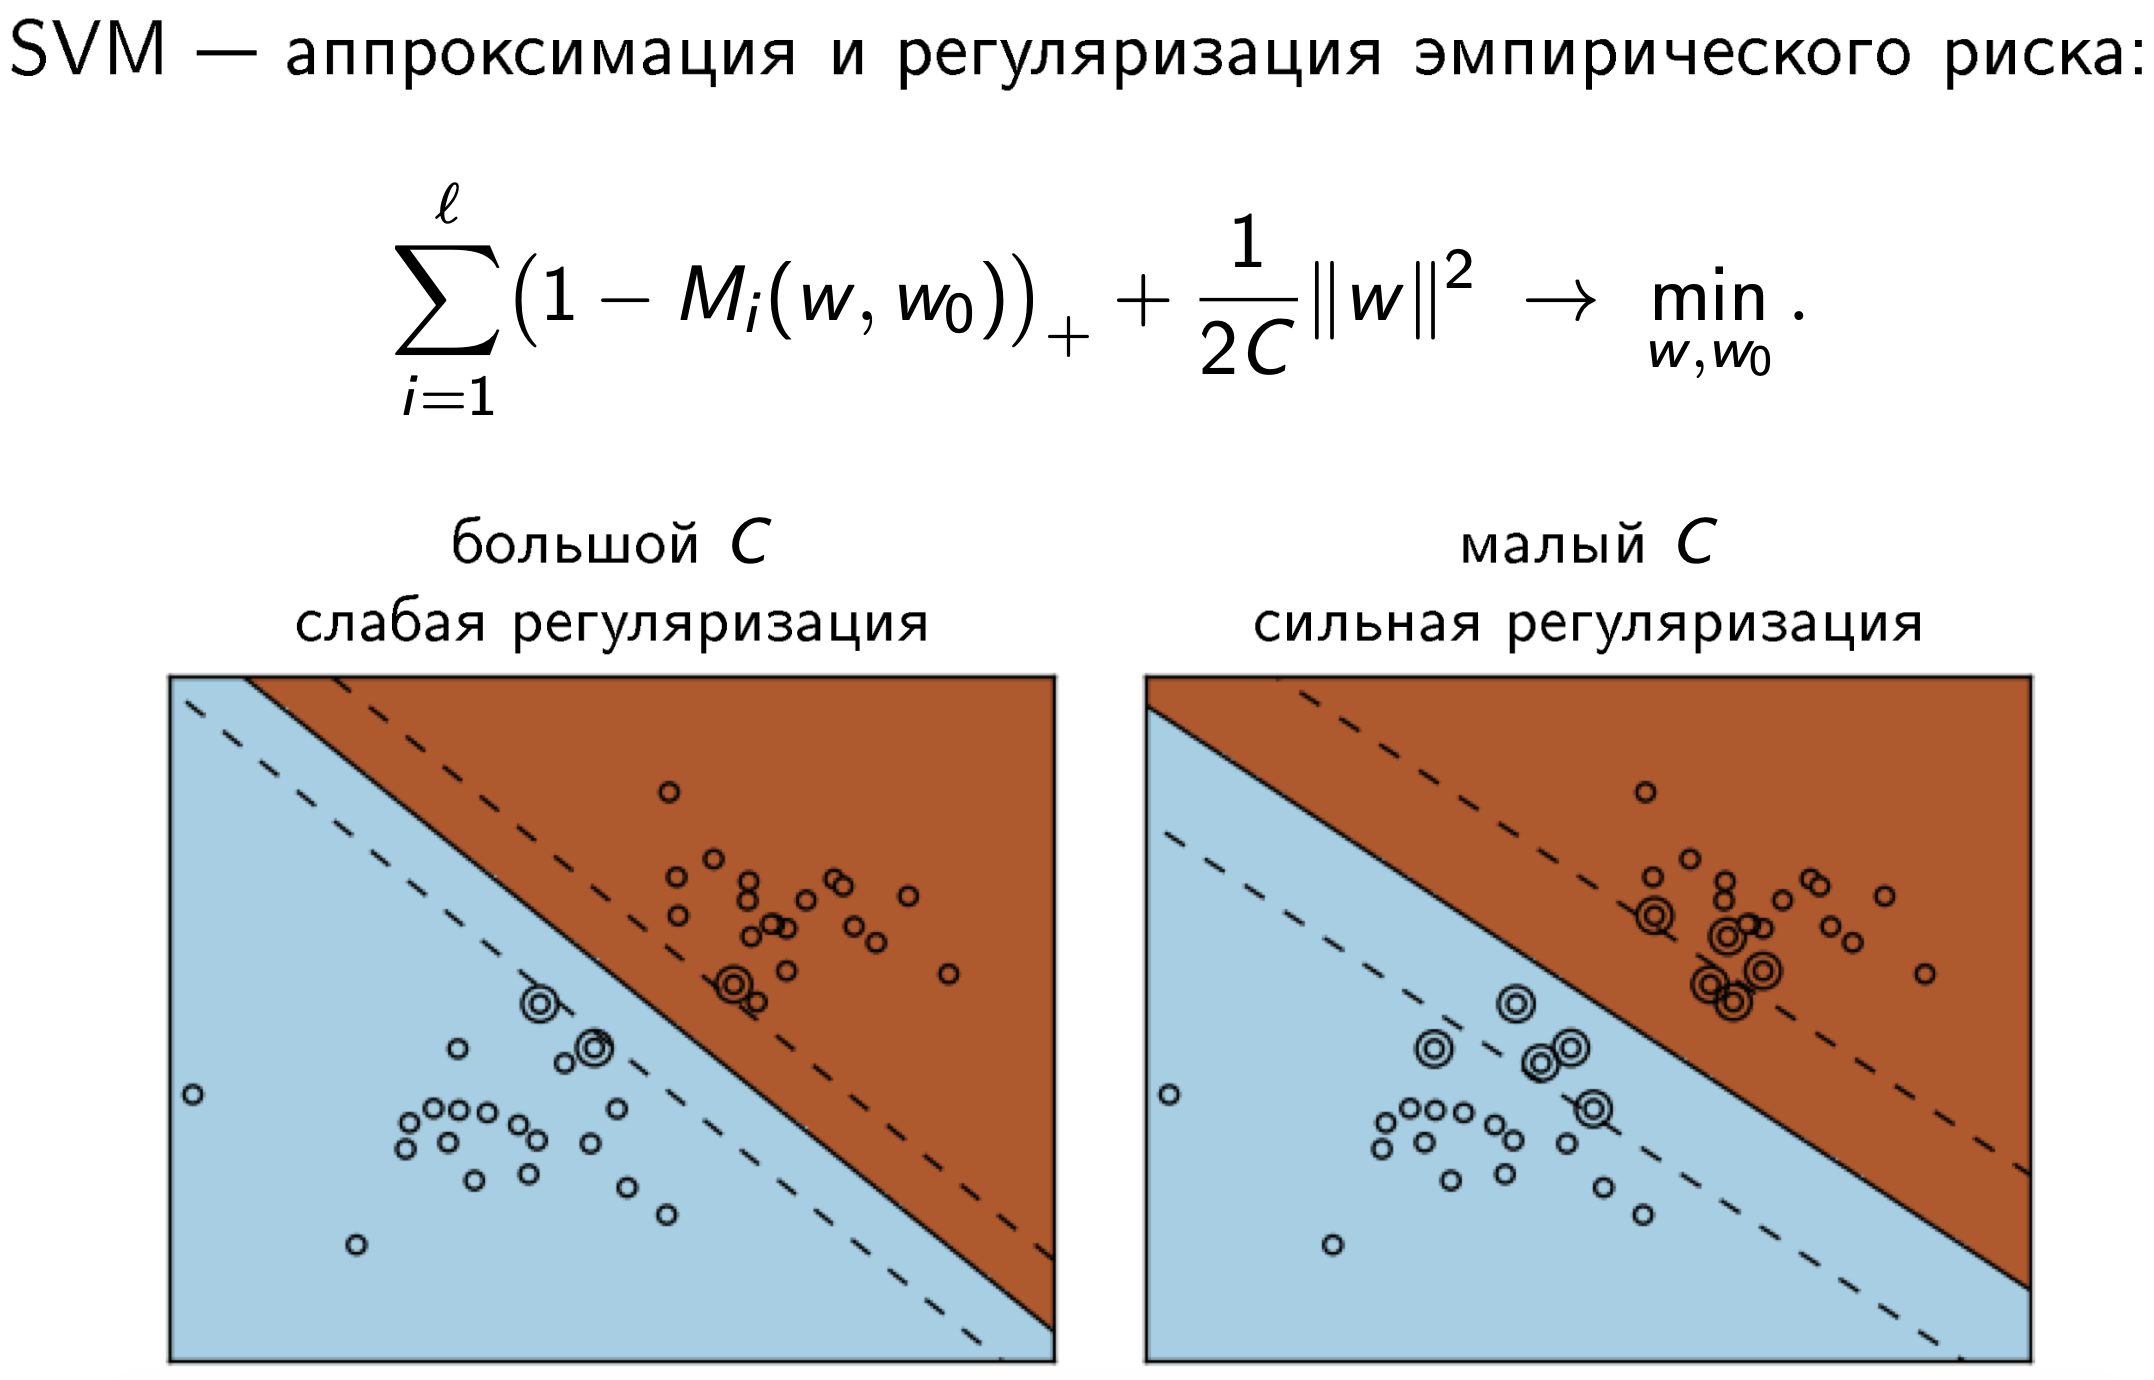 SVM — аппроксимация и регуляризация эмпирического риска:
$$\sum_{i=1}^{\ell} \bigl(1 - M_i(w, w_0)\bigr)_+ + \frac{1}{2C} \|w\|^2 \to \min_{w, w_0}.$$
большой C
слабая регуляризация
малый C
сильная регуляризация